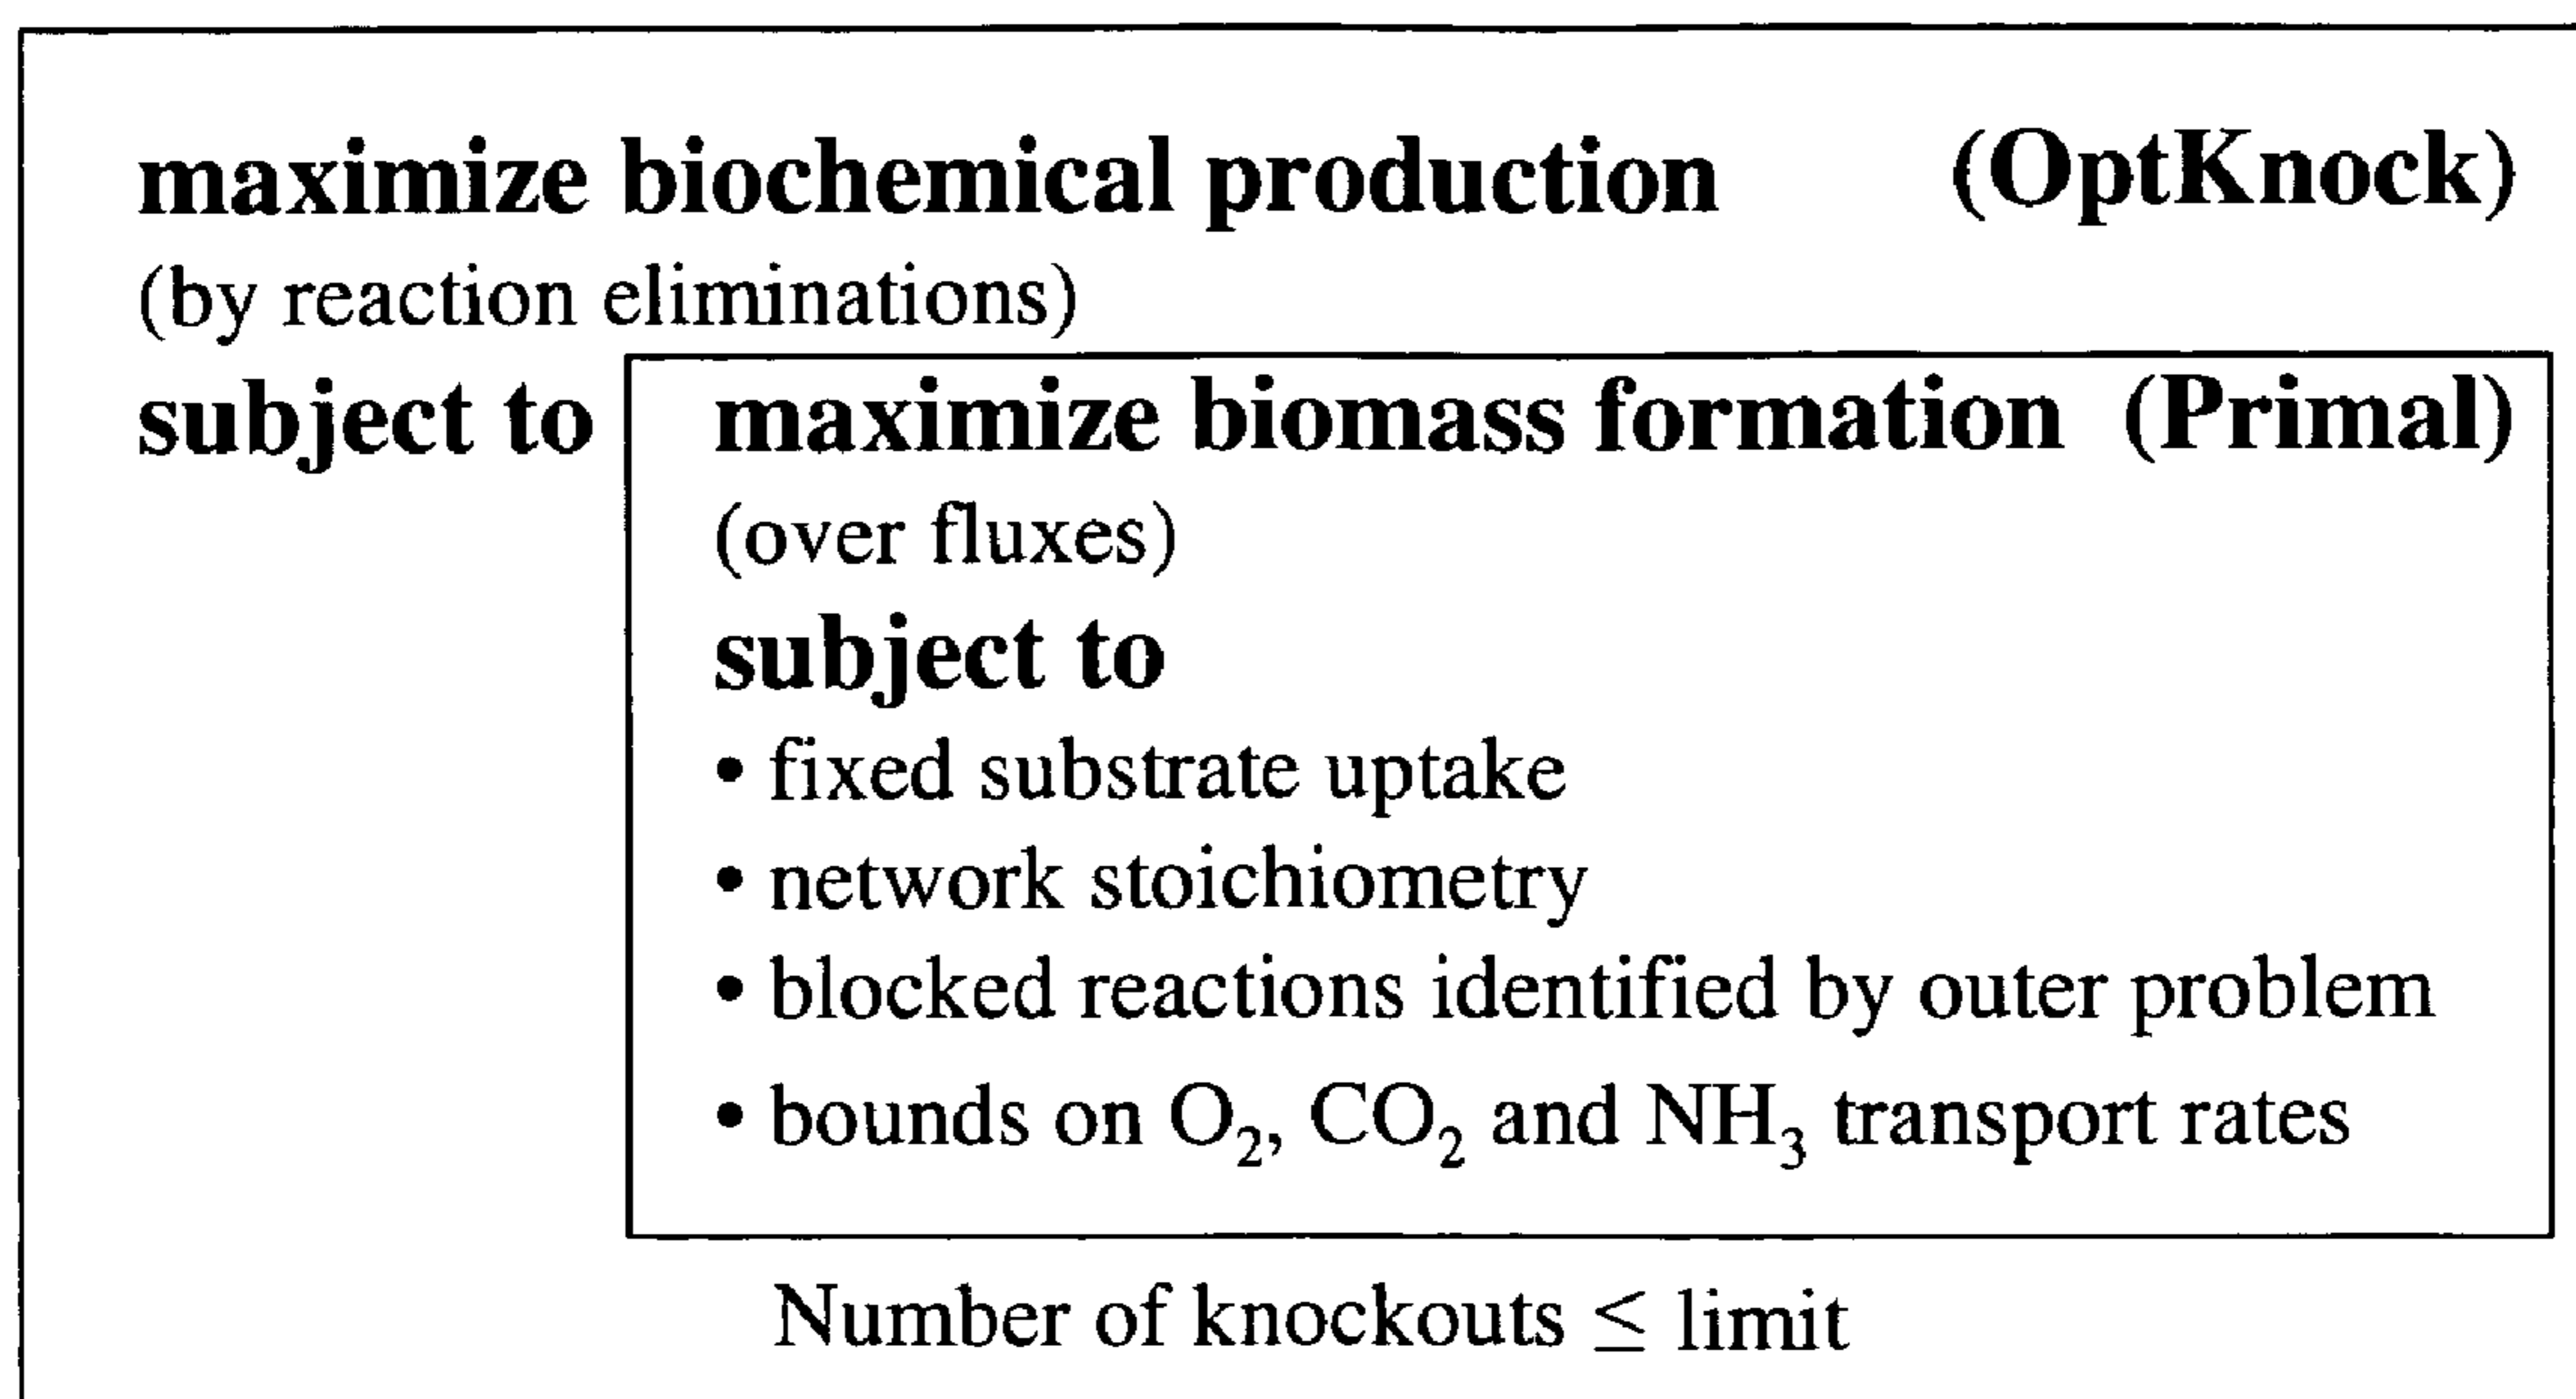 maximize biochemical production (OptKnock)
(by reaction eliminations)
subject to maximize biomass formation (Primal)
(over fluxes)
subject to
• fixed substrate uptake
• network stoichiometry
• blocked reactions identified by outer problem
• bounds on O₂, CO₂ and NH₃ transport rates
Number of knockouts ≤ limit